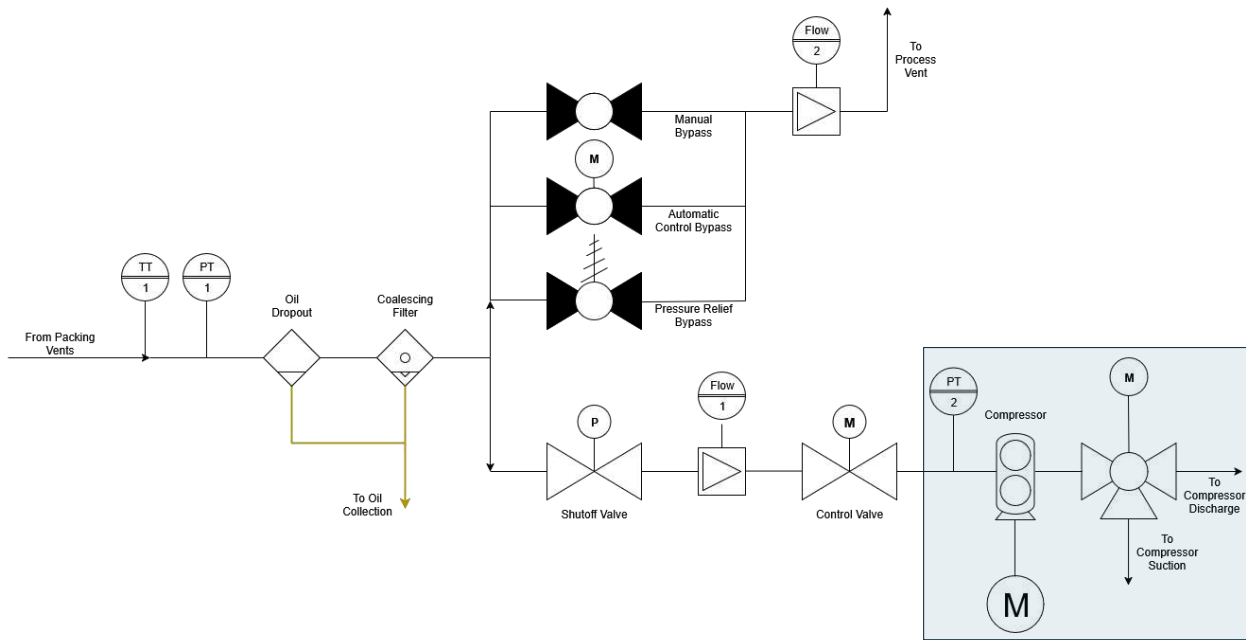 Flow
2
To
Process
Vent
Manual
Bypass
M
Automatic
Control Bypass
TT
1
PT
1
Oil
Dropout
Coalescing
Filter
Pressure Relief
Bypass
From Packing
Vents
Flow
1
PT
2
M
P
M
Compressor
To
Compressor
Discharge
To Oil
Collection
Shutoff Valve
Control Valve
To
Compressor
Suction
M